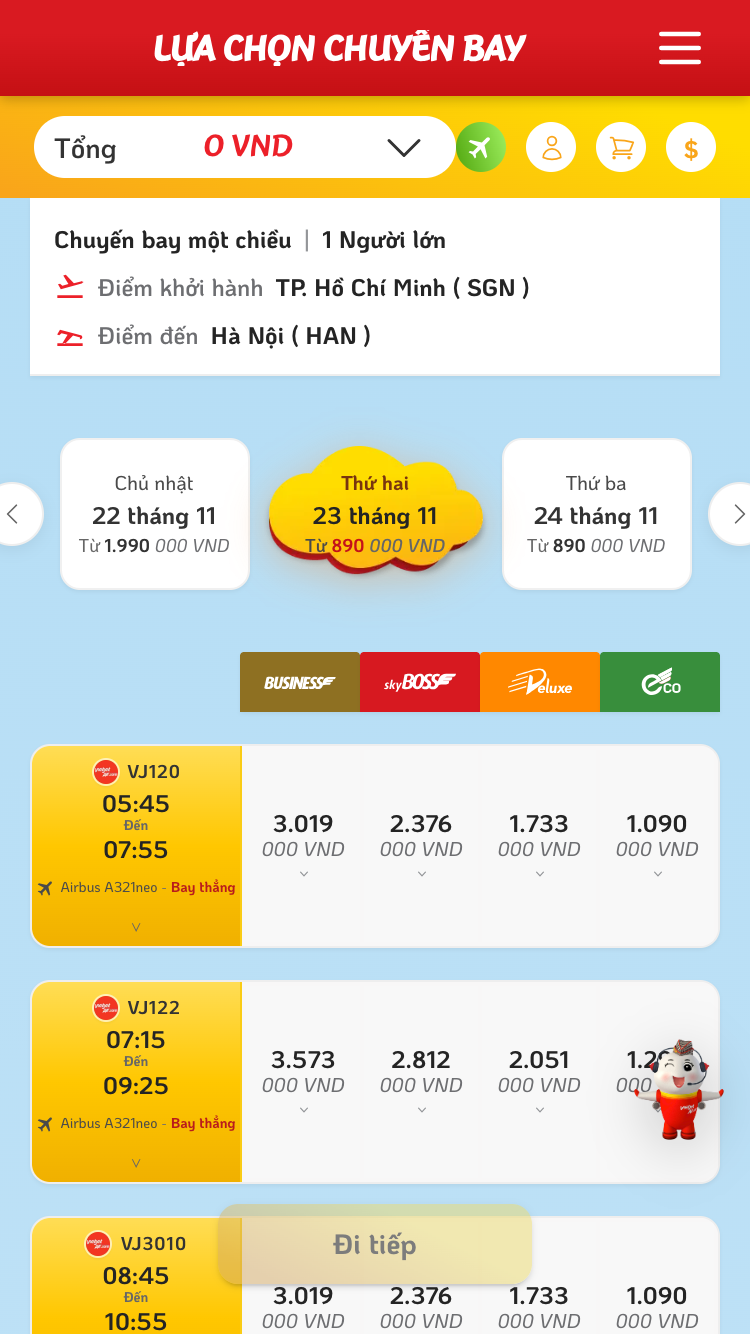 LỰA CHỌN CHUYẾN BAY
Tổng 0 VND
$
Chuyến bay một chiều | 1 Người lớn
Điểm khởi hành TP. Hồ Chí Minh ( SGN )
Điểm đến Hà Nội ( HAN )
Chủ nhật
22 tháng 11
Từ 1.990 000 VND
Thứ hai
23 tháng 11
Từ 890 000 VND
Thứ ba
24 tháng 11
Từ 890 000 VND
BUSINESS skyBOSS Deluxe eco
VJ120
05:45
Đến
07:55
Airbus A321neo - Bay thẳng
3.019 2.376 1.733 1.090
000 VND 000 VND 000 VND 000 VND
VJ122
07:15
Đến
09:25
Airbus A321neo - Bay thẳng
3.573 2.812 2.051
000 VND 000 VND 000 VND 000
VJ3010
08:45
Đến
10:55
Đi tiếp
3.019 2.376 1.733 1.090
000 VND 000 VND 000 VND 000 VND